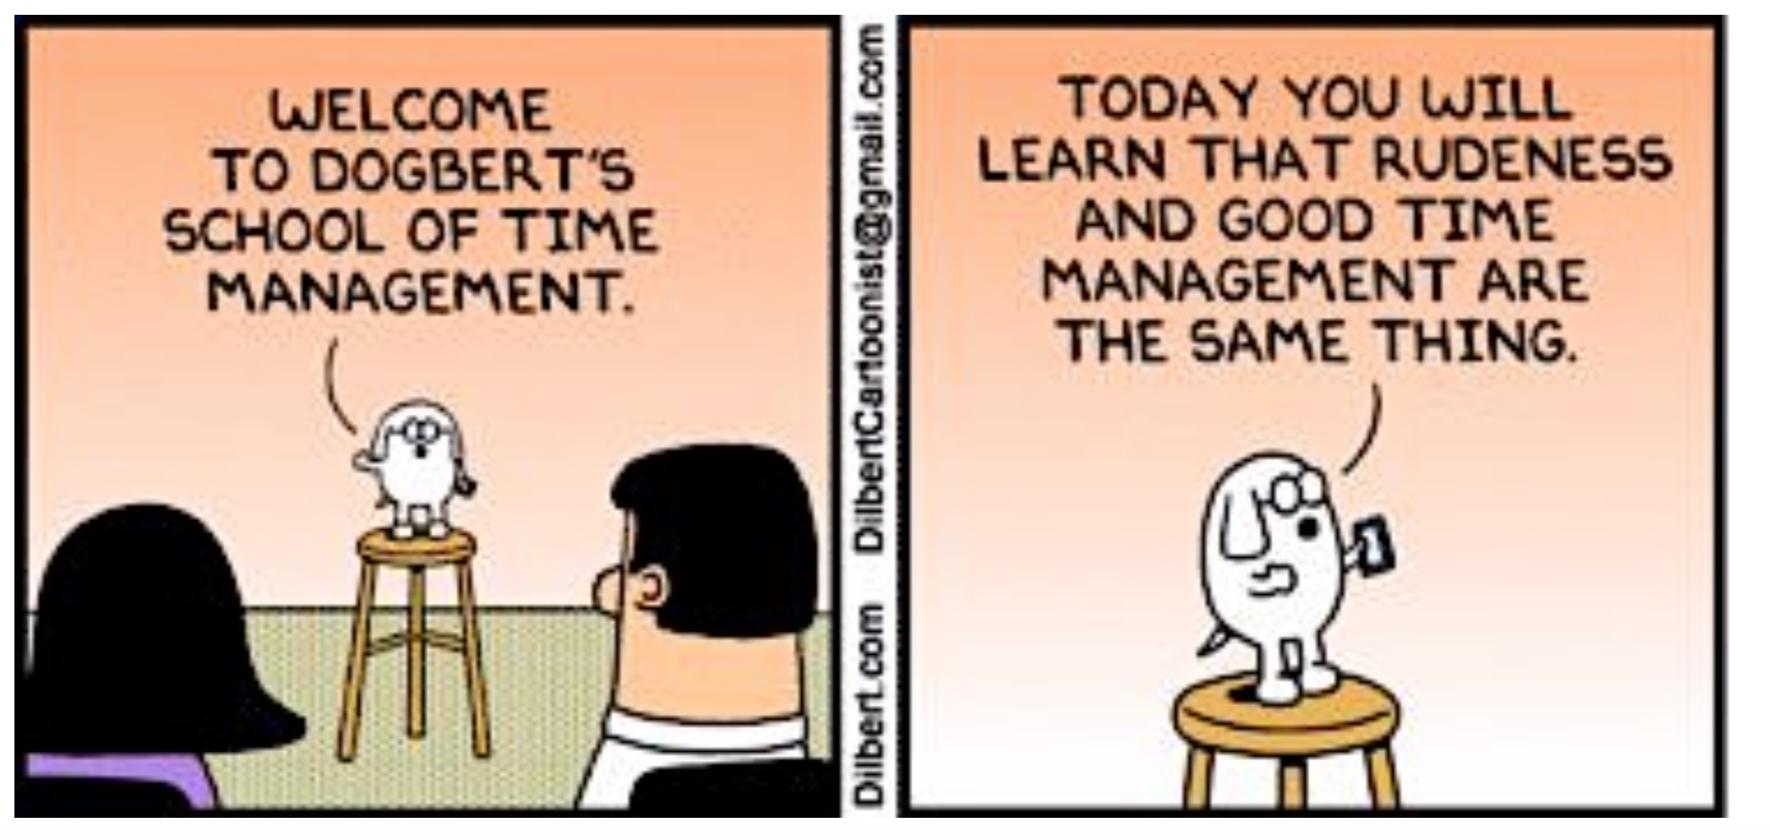 WELCOME
TO DOGBERT'S
SCHOOL OF TIME
MANAGEMENT.
Dilbert.com DilbertCartoonist@gmail.com
TODAY YOU WILL
LEARN THAT RUDENESS
AND GOOD TIME
MANAGEMENT ARE
THE SAME THING.